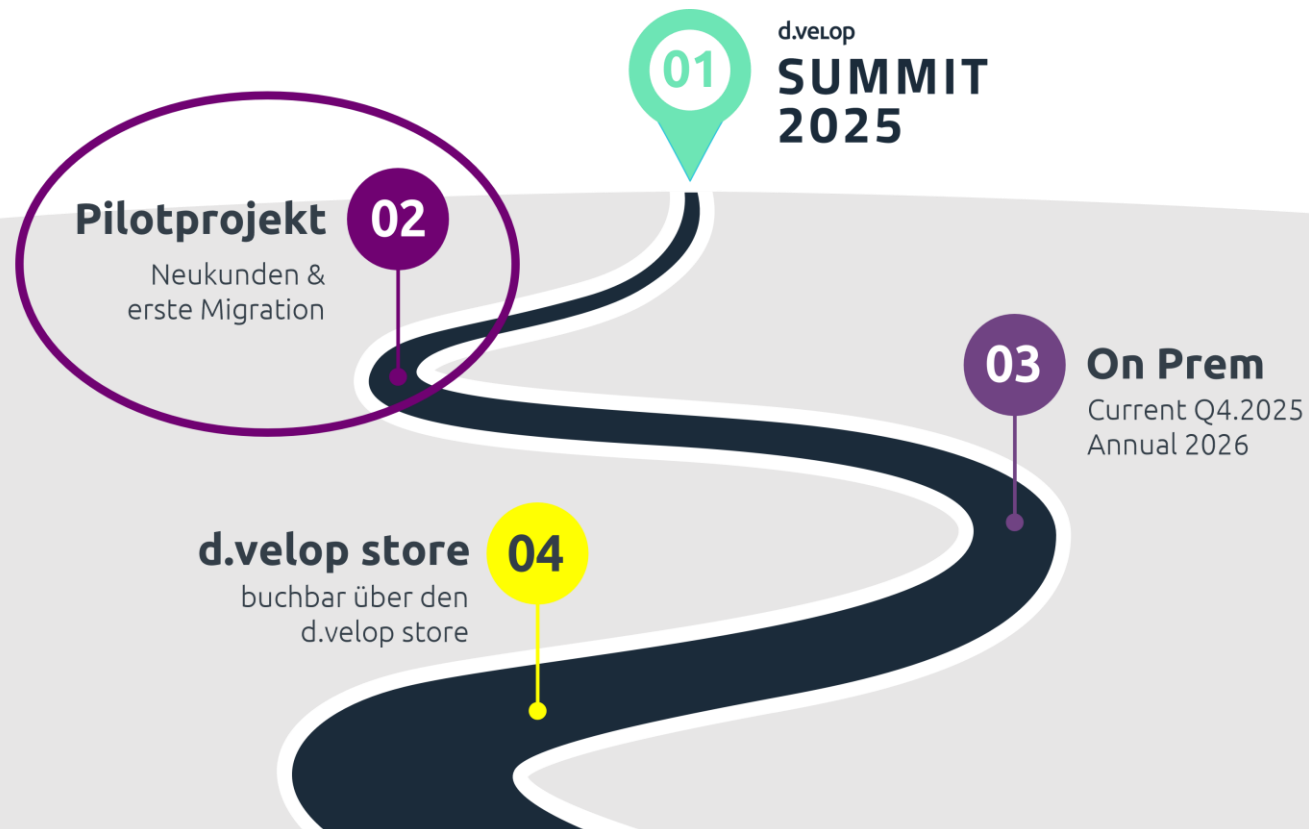 01
d.velop
SUMMIT
2025
Pilotprojekt
02
Neukunden &
erste Migration
03
On Prem
Current Q4.2025
Annual 2026
d.velop store
04
buchbar über den
d.velop store